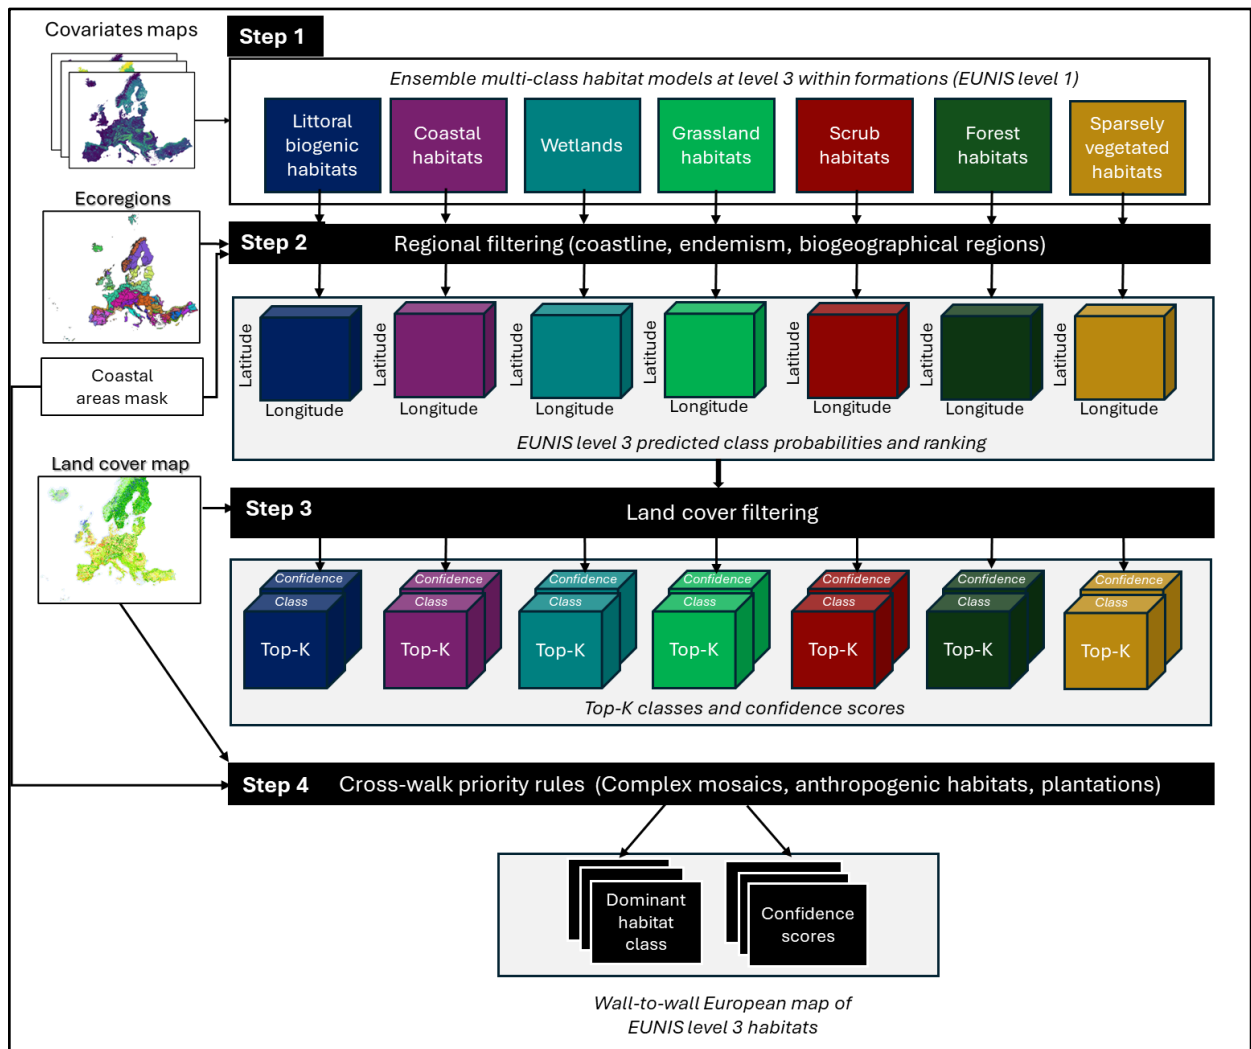 Covariates maps
Step 1
Ensemble multi-class habitat models at level 3 within formations (EUNIS level 1)
Littoral
biogenic
habitats
Coastal
habitats
Wetlands
Grassland
habitats
Scrub
habitats
Forest
habitats
Sparsely
vegetated
habitats
Ecoregions
Step 2
Regional filtering (coastline, endemism, biogeographical regions)
Latitude
Longitude
Latitude
Longitude
Latitude
Longitude
Latitude
Longitude
Latitude
Longitude
Latitude
Longitude
Latitude
Longitude
EUNIS level 3 predicted class probabilities and ranking
Coastal
areas mask
Land cover map
Step 3
Land cover filtering
Confidence
Class
Top-K
Confidence
Class
Top-K
Confidence
Class
Top-K
Confidence
Class
Top-K
Confidence
Class
Top-K
Confidence
Class
Top-K
Confidence
Class
Top-K
Top-K classes and confidence scores
Step 4
Cross-walk priority rules (Complex mosaics, anthropogenic habitats, plantations)
Dominant
habitat
class
Confidence
scores
Wall-to-wall European map of
EUNIS level 3 habitats